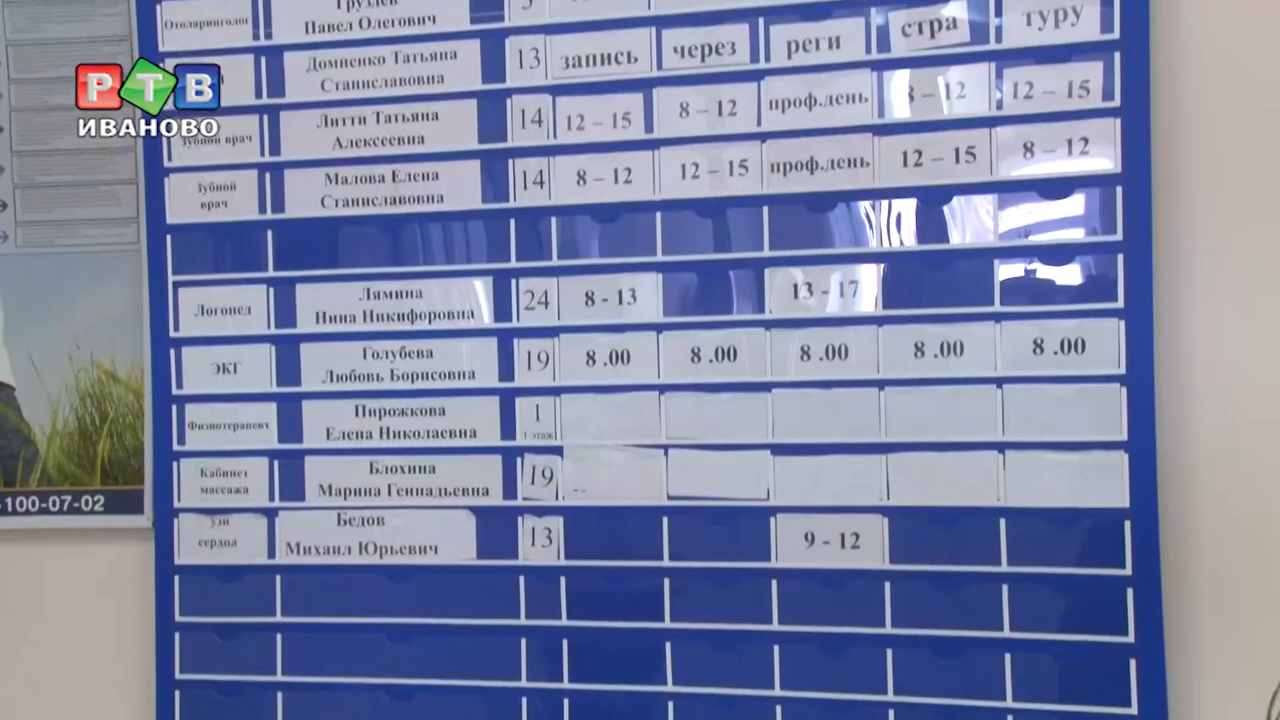 Отоларинголог
Груздев
Павел Олегович
Домненко Татьяна
Станиславовна
13
запись
через
реги
стра
туру
РТВ
ИВАНОВО
Зубной врач
Литти Татьяна
Алексеевна
14
12 – 15
8 – 12
проф.день
8 – 12
12 – 15
Зубной
врач
Малова Елена
Станиславовна
14
8 – 12
12 – 15
проф.день
12 – 15
8 – 12
Логопед
Лямина
Нина Никифоровна
24
8 - 13
13 - 17
ЭКГ
Голубева
Любовь Борисовна
19
8 .00
8 .00
8 .00
8 .00
8 .00
Физиотерапевт
Пирожкова
Елена Николаевна
1
1 этаж
Кабинет
массажа
Блохина
Марина Геннадьевна
19
--
-100-07-02
узи
сердца
Бедов
Михаил Юрьевич
13
9 - 12